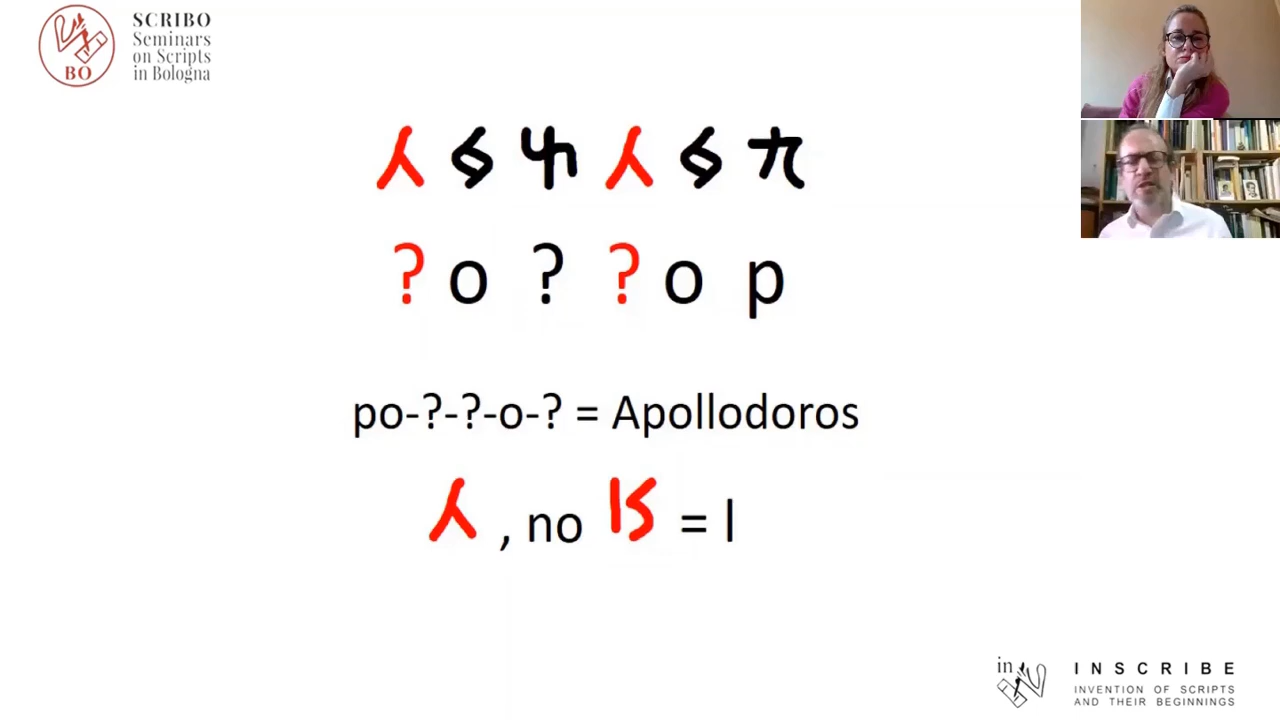 SCRIBO
Seminars
on Scripts
in Bologna
BO
? o ? ? o p
po-?-?-o-? = Apollodoros
, no = l
in
INSCRIBE
INVENTION OF SCRIPTS
AND THEIR BEGINNINGS